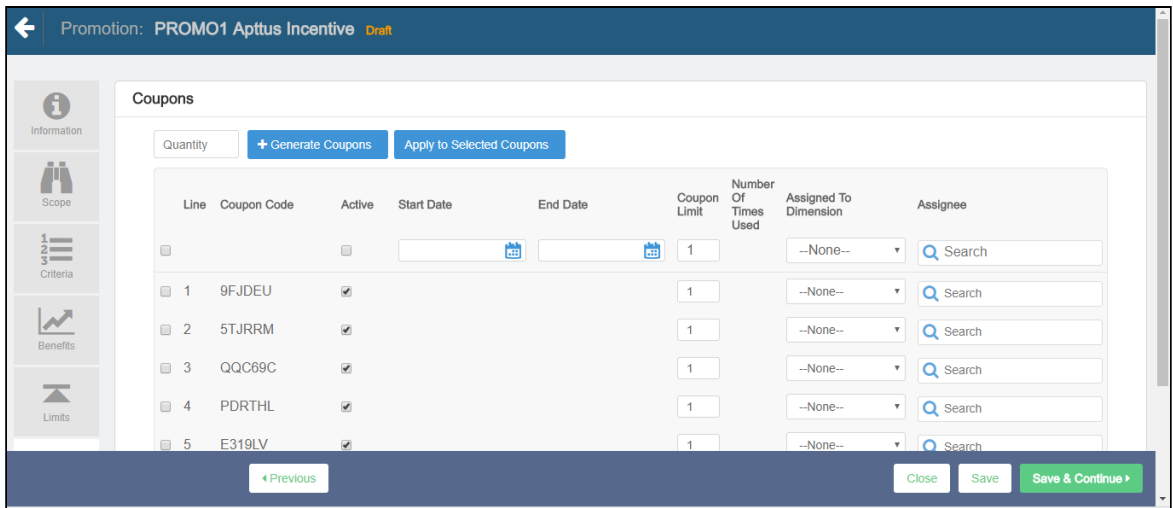 Promotion: PROMO1 Apttus Incentive Draft
Information
Scope
1
2
3
Criteria
Benefits
Limits
Coupons
Quantity + Generate Coupons Apply to Selected Coupons
Line Coupon Code Active Start Date End Date Coupon Limit Number Of Times Used Assigned To Dimension Assignee
1 --None-- Search
1 9FJDEU 1 --None-- Search
2 5TJRRM 1 --None-- Search
3 QQC69C 1 --None-- Search
4 PDRTHL 1 --None-- Search
5 E319LV 1 --None-- Search
Previous Close Save Save & Continue